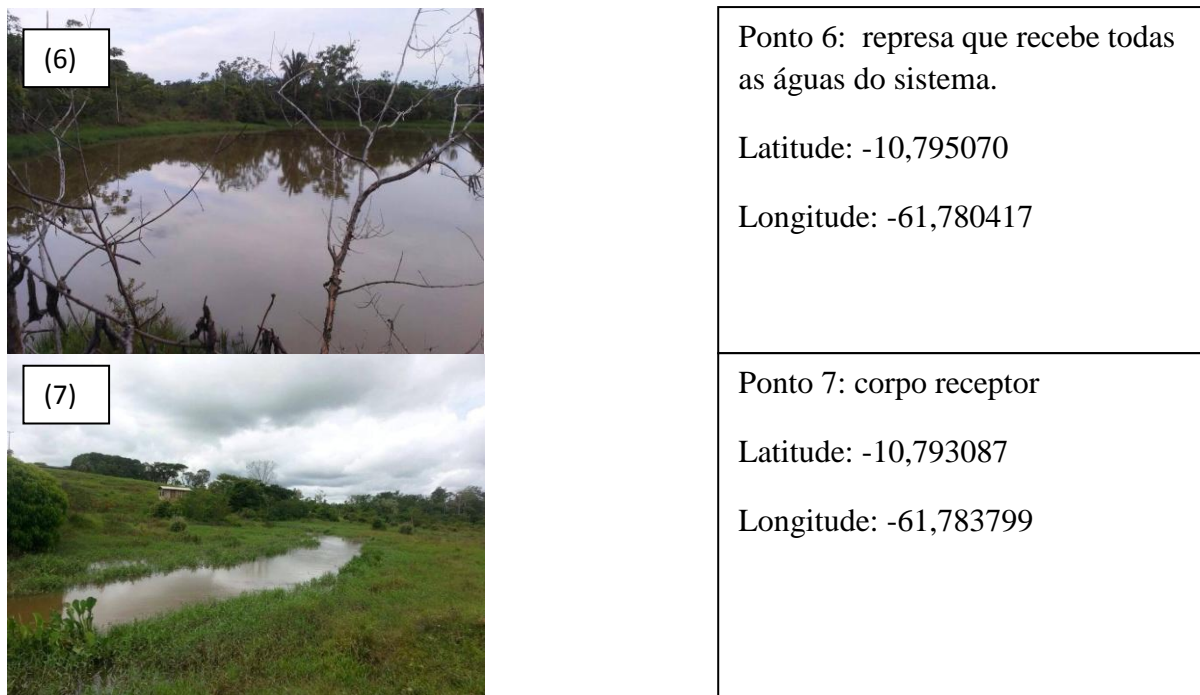 (6)
Ponto 6: represa que recebe todas
as águas do sistema.
Latitude: -10,795070
Longitude: -61,780417
(7)
Ponto 7: corpo receptor
Latitude: -10,793087
Longitude: -61,783799